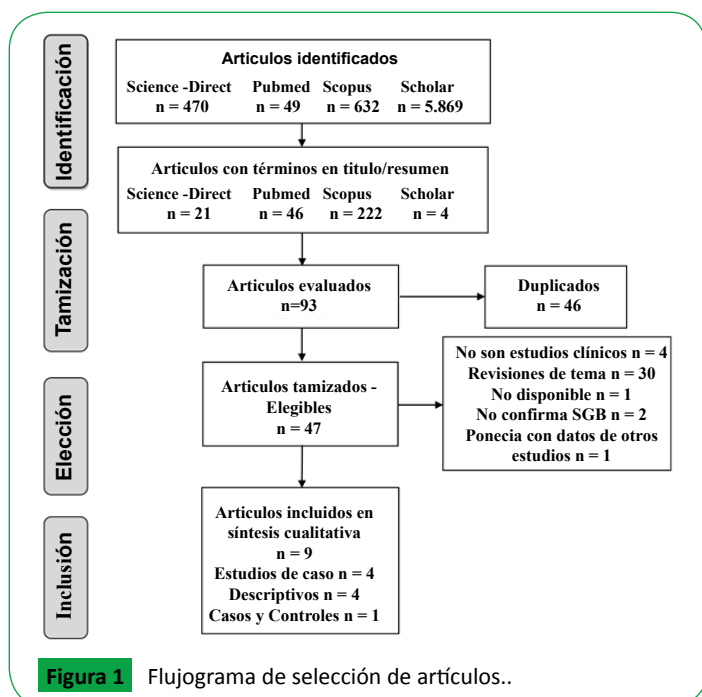 Identificación
Articulos identificados
Science -Direct Pubmed Scopus Scholar
n = 470 n = 49 n = 632 n = 5.869
Articulos con términos en titulo/resumen
Science -Direct Pubmed Scopus Scholar
n = 21 n = 46 n = 222 n = 4
Tamización
Articulos evaluados
n=93
Duplicados
n = 46
Elección
Articulos tamizados -
Elegibles
n = 47
No son estudios clínicos n = 4
Revisiones de tema n = 30
No disponible n = 1
No confirma SGB n = 2
Ponecia con datos de otros
estudios n = 1
Inclusión
Articulos incluidos en
síntesis cualitativa
n = 9
Estudios de caso n = 4
Descriptivos n = 4
Casos y Controles n = 1
Figura 1 Flujograma de selección de artículos..